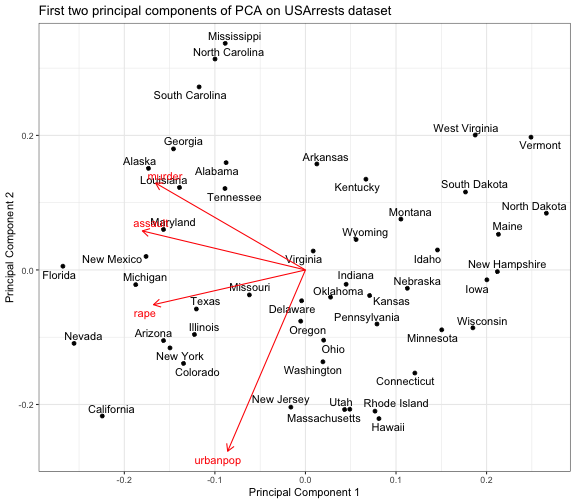 First two principal components of PCA on USArrests dataset
Mississippi
North Carolina
South Carolina
Georgia
Alaska
Alabama
murder
Louisiana
Tennessee
Arkansas
Kentucky
West Virginia
Vermont
South Dakota
North Dakota
Montana
Maine
assault
Maryland
Wyoming
Virginia
Idaho
New Mexico
Florida
Michigan
Missouri
Indiana
Oklahoma
Kansas
Nebraska
New Hampshire
Iowa
rape
Texas
Delaware
Oregon
Pennsylvania
Wisconsin
Minnesota
Nevada
Arizona
Illinois
New York
Colorado
Ohio
Washington
Connecticut
California
New Jersey
Massachusetts
Utah
Rhode Island
Hawaii
urbanpop
0.2
0.0
-0.2
-0.2
-0.1
0.0
0.1
0.2
Principal Component 1
Principal Component 2